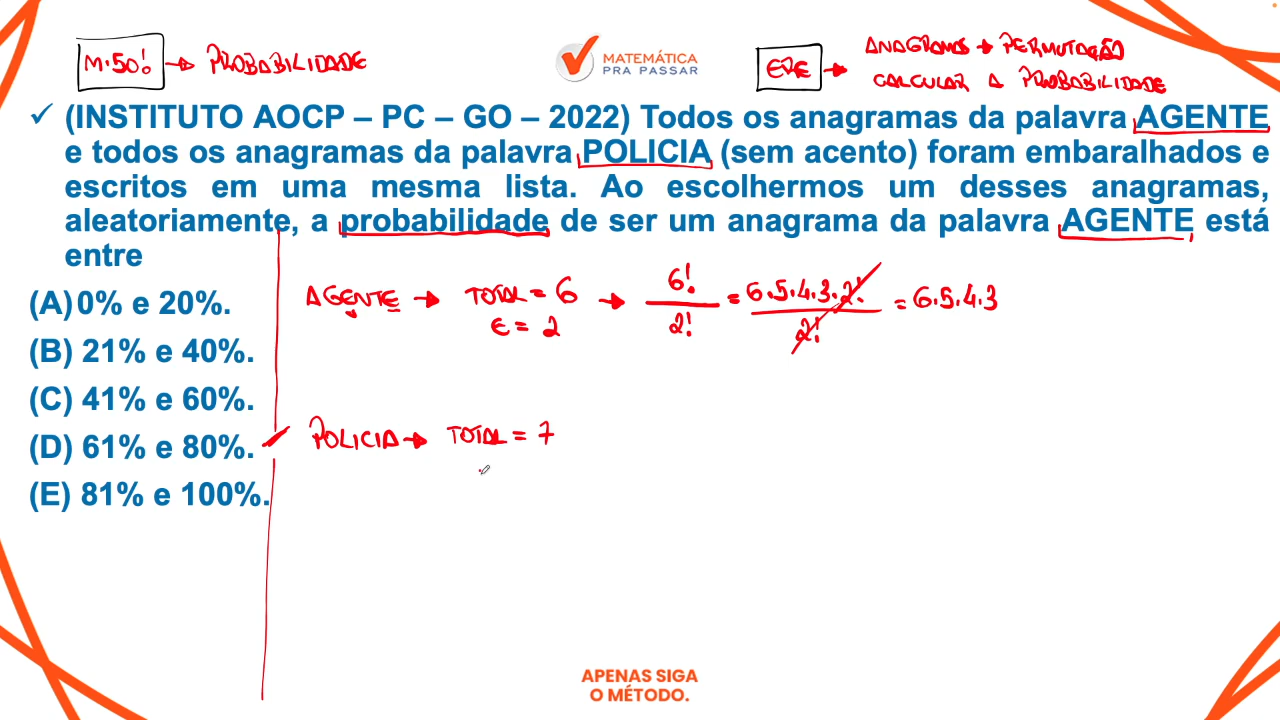 M.50! → PROBABILIDADE
MATEMÁTICA
PRA PASSAR
EPE → ANAGRAMAS → PERMUTAÇÃO
CALCULAR A PROBABILIDADE
✓ (INSTITUTO AOCP – PC – GO – 2022) Todos os anagramas da palavra AGENTE
e todos os anagramas da palavra POLICIA (sem acento) foram embaralhados e
escritos em uma mesma lista. Ao escolhermos um desses anagramas,
aleatoriamente, a probabilidade de ser um anagrama da palavra AGENTE está
entre
(A) 0% e 20%.
(B) 21% e 40%.
(C) 41% e 60%.
(D) 61% e 80%.
(E) 81% e 100%.
AGENTE → TOTAL = 6 → 6!/2! = 6.5.4.3.2!/2! = 6.5.4.3
E = 2
POLICIA → TOTAL = 7
APENAS SIGA
O MÉTODO.